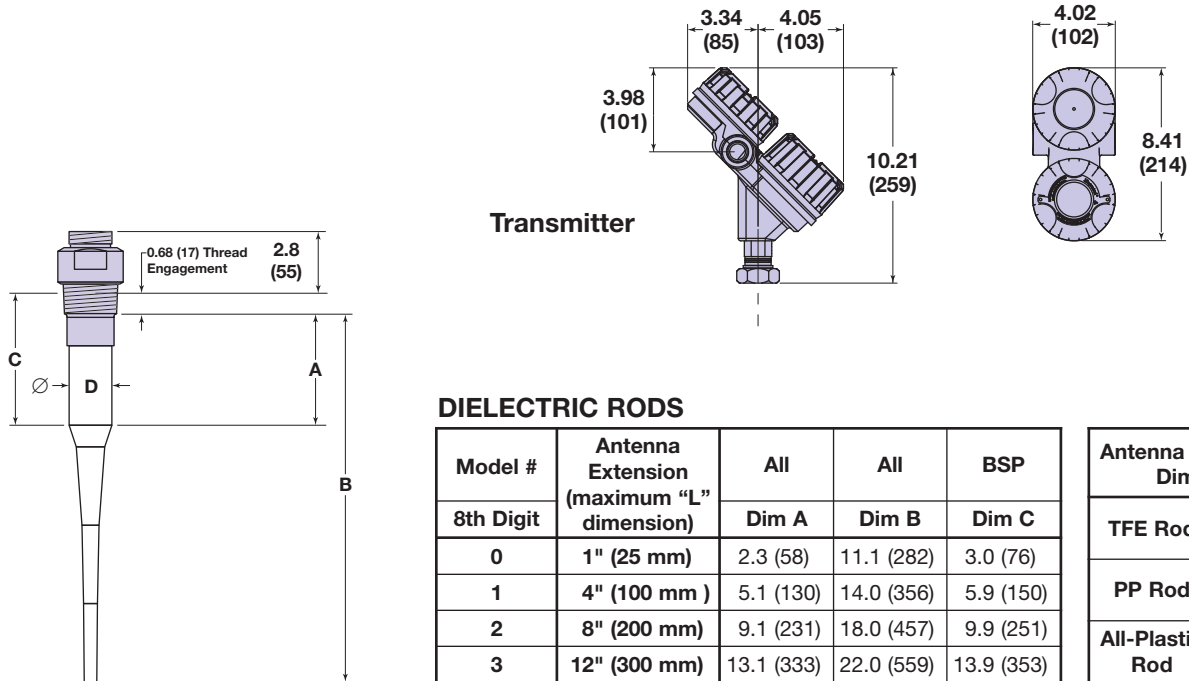 3.34
(85)
4.05
(103)
4.02
(102)
3.98
(101)
10.21
(259)
8.41
(214)
Transmitter
0.68 (17) Thread
Engagement
2.8
(55)
C
Ø
D
A
B
DIELECTRIC RODS
Model #
Antenna
Extension
(maximum “L”
dimension)
All
All
BSP
8th Digit
Dim A
Dim B
Dim C
0
1" (25 mm)
2.3 (58)
11.1 (282)
3.0 (76)
1
4" (100 mm )
5.1 (130)
14.0 (356)
5.9 (150)
2
8" (200 mm)
9.1 (231)
18.0 (457)
9.9 (251)
3
12" (300 mm)
13.1 (333)
22.0 (559)
13.9 (353)
Antenna
Dim
TFE Rod
PP Rod
All-Plasti
Rod